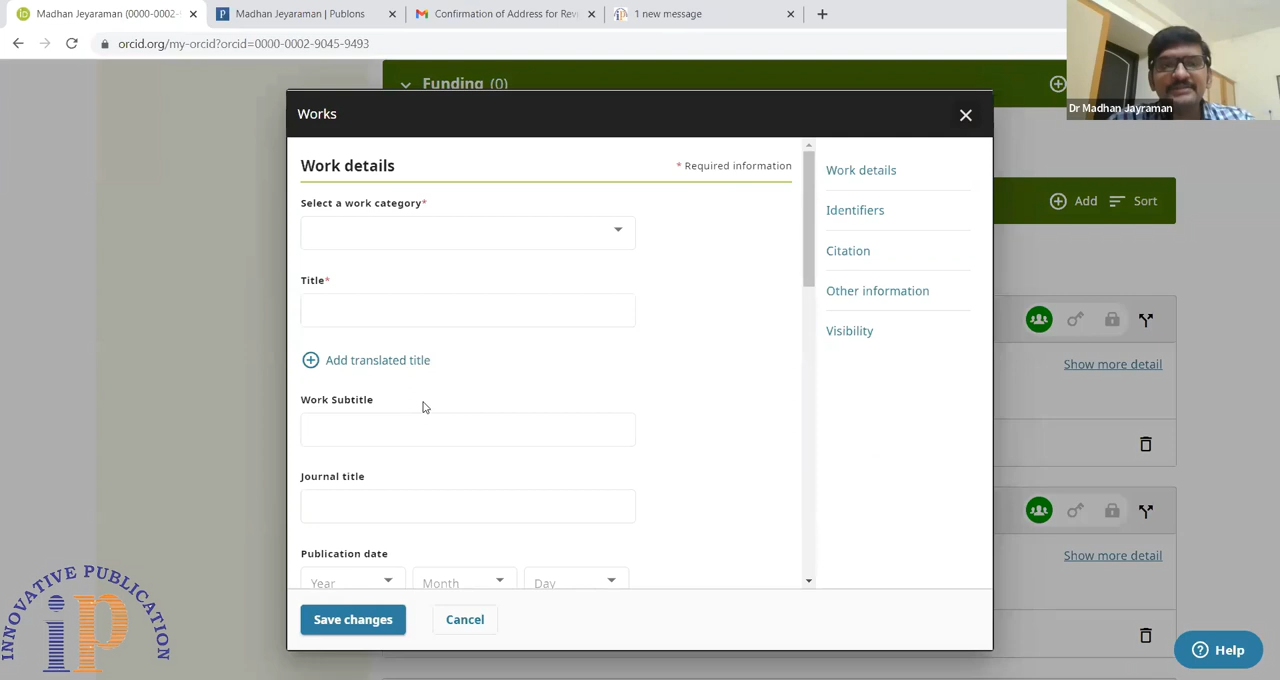 Madhan Jeyaraman (0000-0002-
Madhan Jeyaraman | Publons
Confirmation of Address for Rev
1 new message
orcid.org/my-orcid?orcid=0000-0002-9045-9493
Dr Madhan Jayraman
Funding (0)
Works
Work details
* Required information
Select a work category*
Title*
Add translated title
Work Subtitle
Journal title
Publication date
Year
Month
Day
Save changes
Cancel
Work details
Identifiers
Citation
Other information
Visibility
Add
Sort
Show more detail
Show more detail
Help
INNOVATIVE PUBLICATION
ip